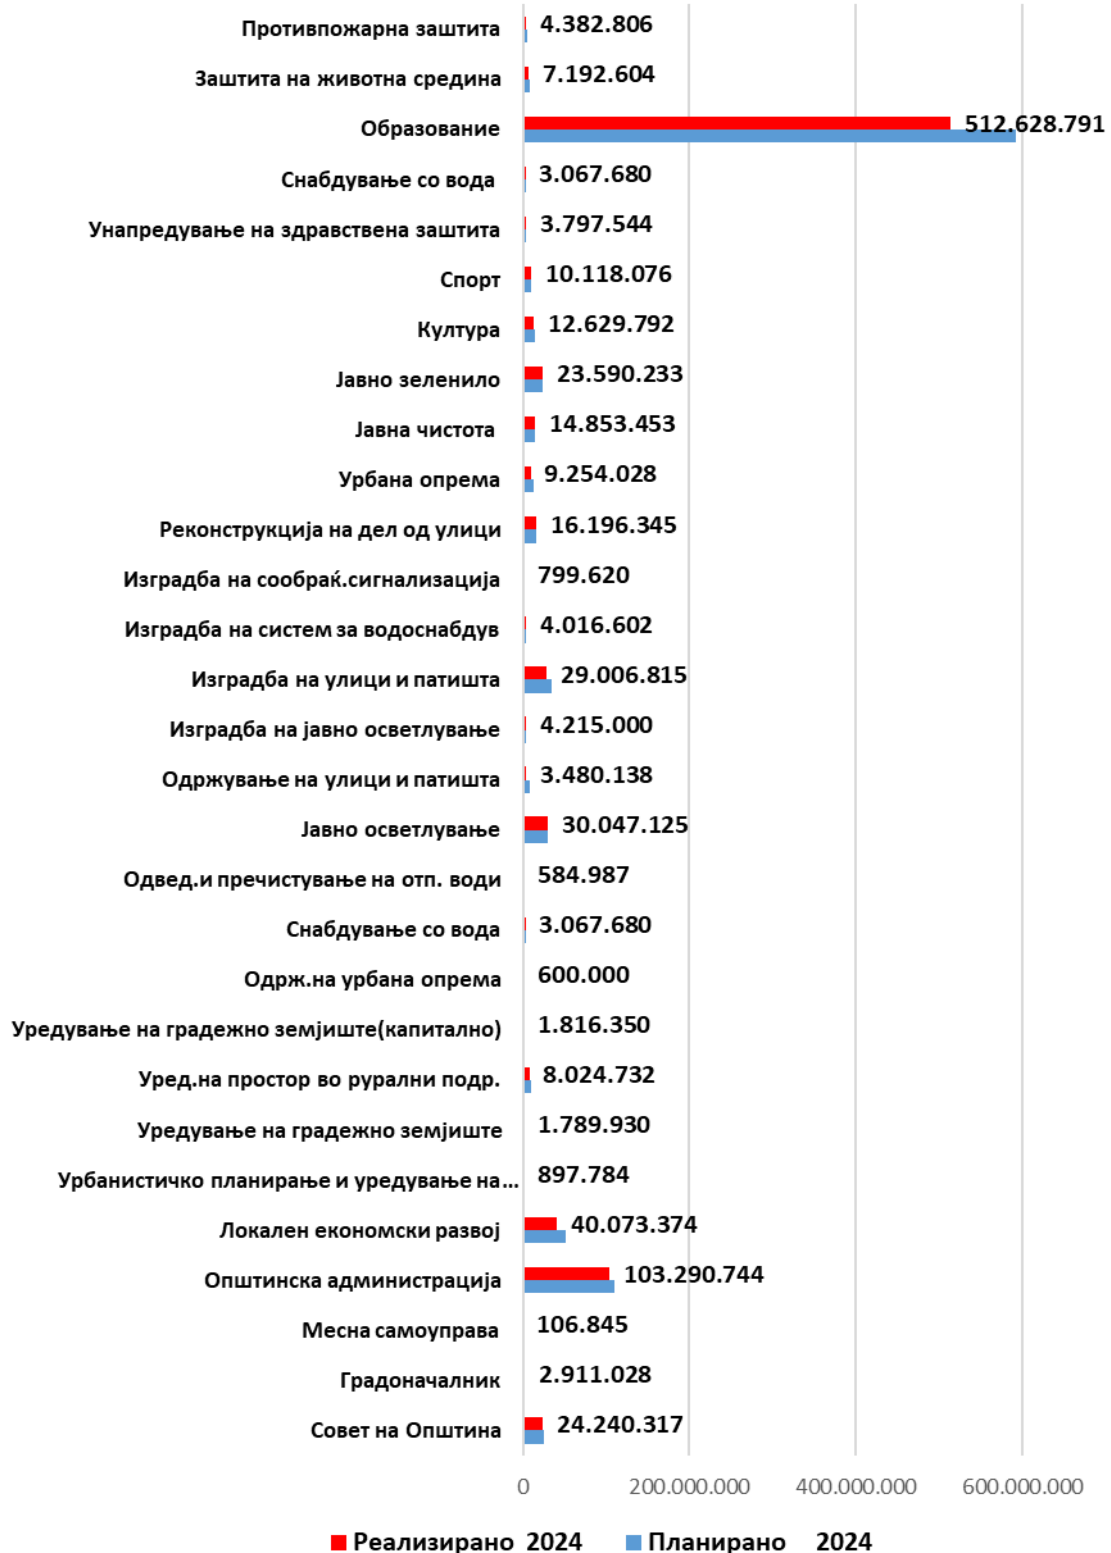 Противпожарна заштита 4.382.806
Заштита на животна средина 7.192.604
Образование 512.628.791
Снабдување со вода 3.067.680
Унапредување на здравствена заштита 3.797.544
Спорт 10.118.076
Култура 12.629.792
Јавно зеленило 23.590.233
Јавна чистота 14.853.453
Урбана опрема 9.254.028
Реконструкција на дел од улици 16.196.345
Изградба на сообраќ.сигнализација 799.620
Изградба на систем за водоснабдув 4.016.602
Изградба на улици и патишта 29.006.815
Изградба на јавно осветлување 4.215.000
Одржување на улици и патишта 3.480.138
Јавно осветлување 30.047.125
Одвед.и пречистување на отп. води 584.987
Снабдување со вода 3.067.680
Одрж.на урбана опрема 600.000
Уредување на градежно земјиште(капитално) 1.816.350
Уред.на простор во рурални подр. 8.024.732
Уредување на градежно земјиште 1.789.930
Урбанистичко планирање и уредување на... 897.784
Локален економски развој 40.073.374
Општинска администрација 103.290.744
Месна самоуправа 106.845
Градоначалник 2.911.028
Совет на Општина 24.240.317
0 200.000.000 400.000.000 600.000.000
Реализирано 2024 Планирано 2024